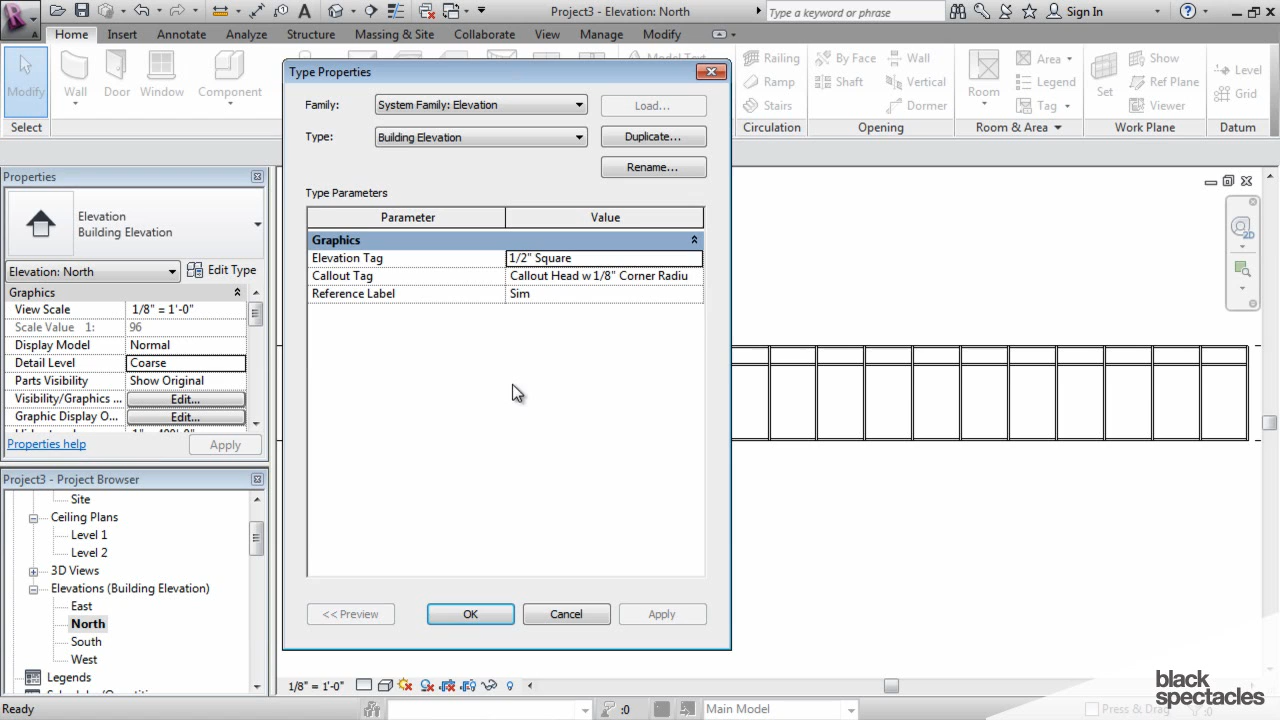 Project3 - Elevation: North
Type a keyword or phrase
Sign In
Home
Insert
Annotate
Analyze
Structure
Massing & Site
Collaborate
View
Manage
Modify
Modify
Wall
Door
Window
Component
Model Text
Railing
Ramp
Stairs
By Face
Shaft
Wall
Vertical
Dormer
Room
Area
Legend
Tag
Set
Show
Ref Plane
Viewer
Level
Grid
Select
Circulation
Opening
Room & Area
Work Plane
Datum
Properties
Elevation
Building Elevation
Elevation: North
Edit Type
Graphics
View Scale 1/8" = 1'-0"
Scale Value 1: 96
Display Model Normal
Detail Level Coarse
Parts Visibility Show Original
Visibility/Graphics ... Edit...
Graphic Display O... Edit...
Properties help
Apply
Project3 - Project Browser
Site
Ceiling Plans
Level 1
Level 2
3D Views
Elevations (Building Elevation)
East
North
South
West
Legends
Type Properties
Family: System Family: Elevation Load...
Type: Building Elevation Duplicate...
Rename...
Type Parameters
Parameter Value
Graphics
Elevation Tag 1/2" Square
Callout Tag Callout Head w 1/8" Corner Radiu
Reference Label Sim
<< Preview
OK
Cancel
Apply
2D
1/8" = 1'-0"
Ready
:0
Main Model
Press & Drag
:0
black
spectacles